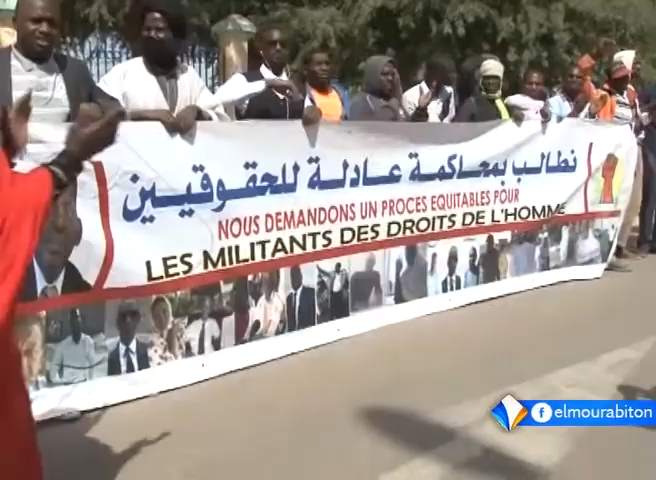 نطالب بمحاكمة عادلة للحقوقيين
NOUS DEMANDONS UN PROCES EQUITABLES POUR
LES MILITANTS DES DROITS DE L'HOMME
elmourabiton